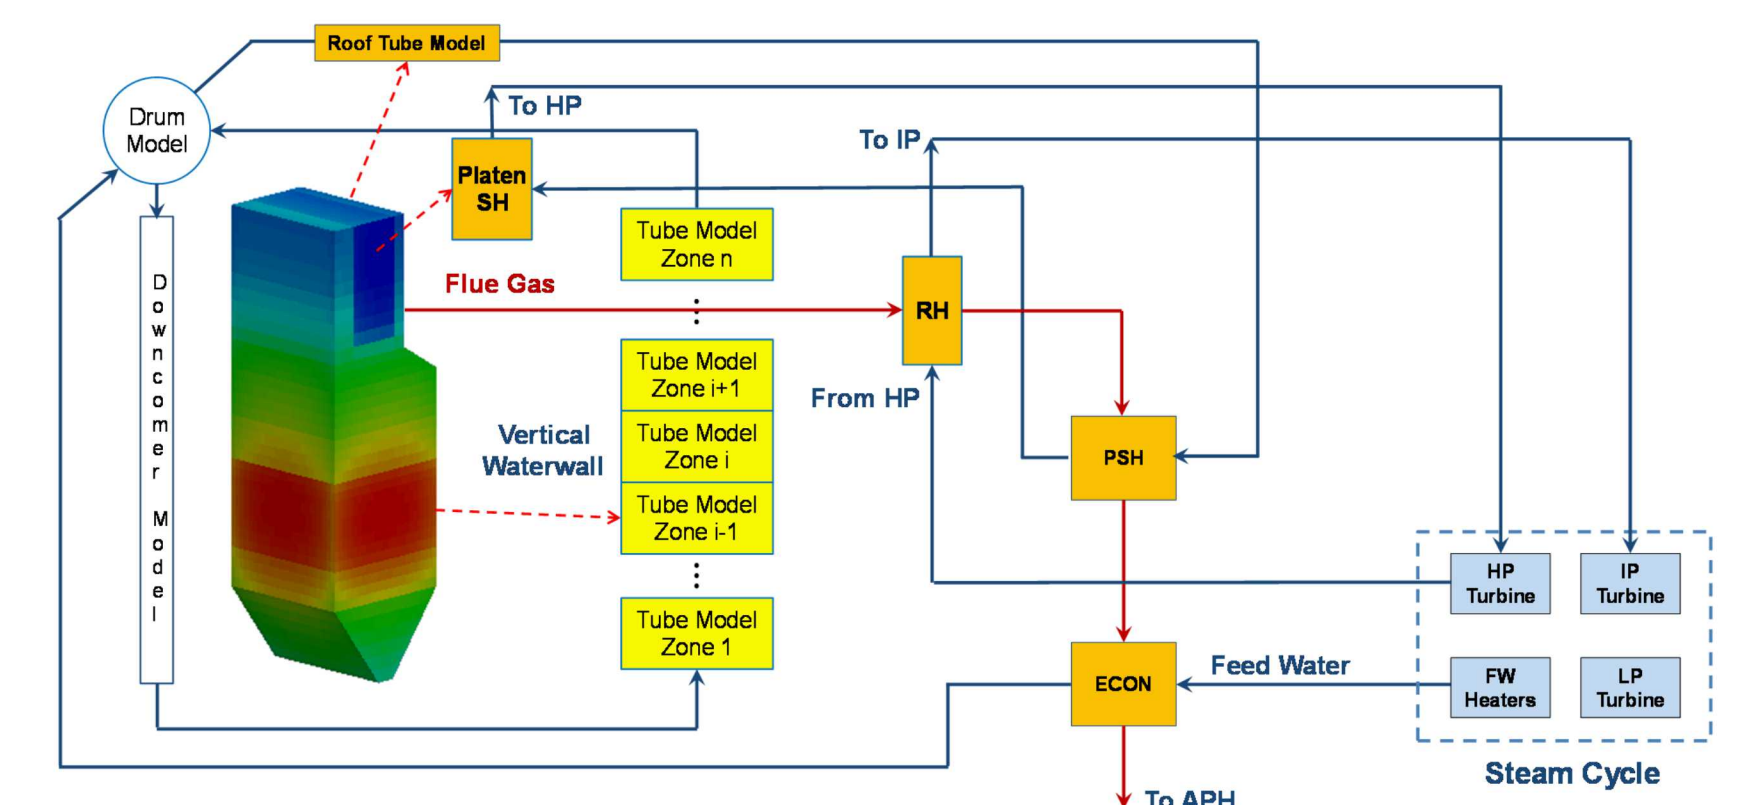 Roof Tube Model
To HP
Drum
Model
To IP
Platen
SH
Tube Model
Zone n
Flue Gas
RH
Downcomer Model
Tube Model
Zone i+1
From HP
Vertical
Waterwall
Tube Model
Zone i
PSH
Tube Model
Zone i-1
HP
Turbine
IP
Turbine
Tube Model
Zone 1
ECON
Feed Water
FW
Heaters
LP
Turbine
Steam Cycle
To APH